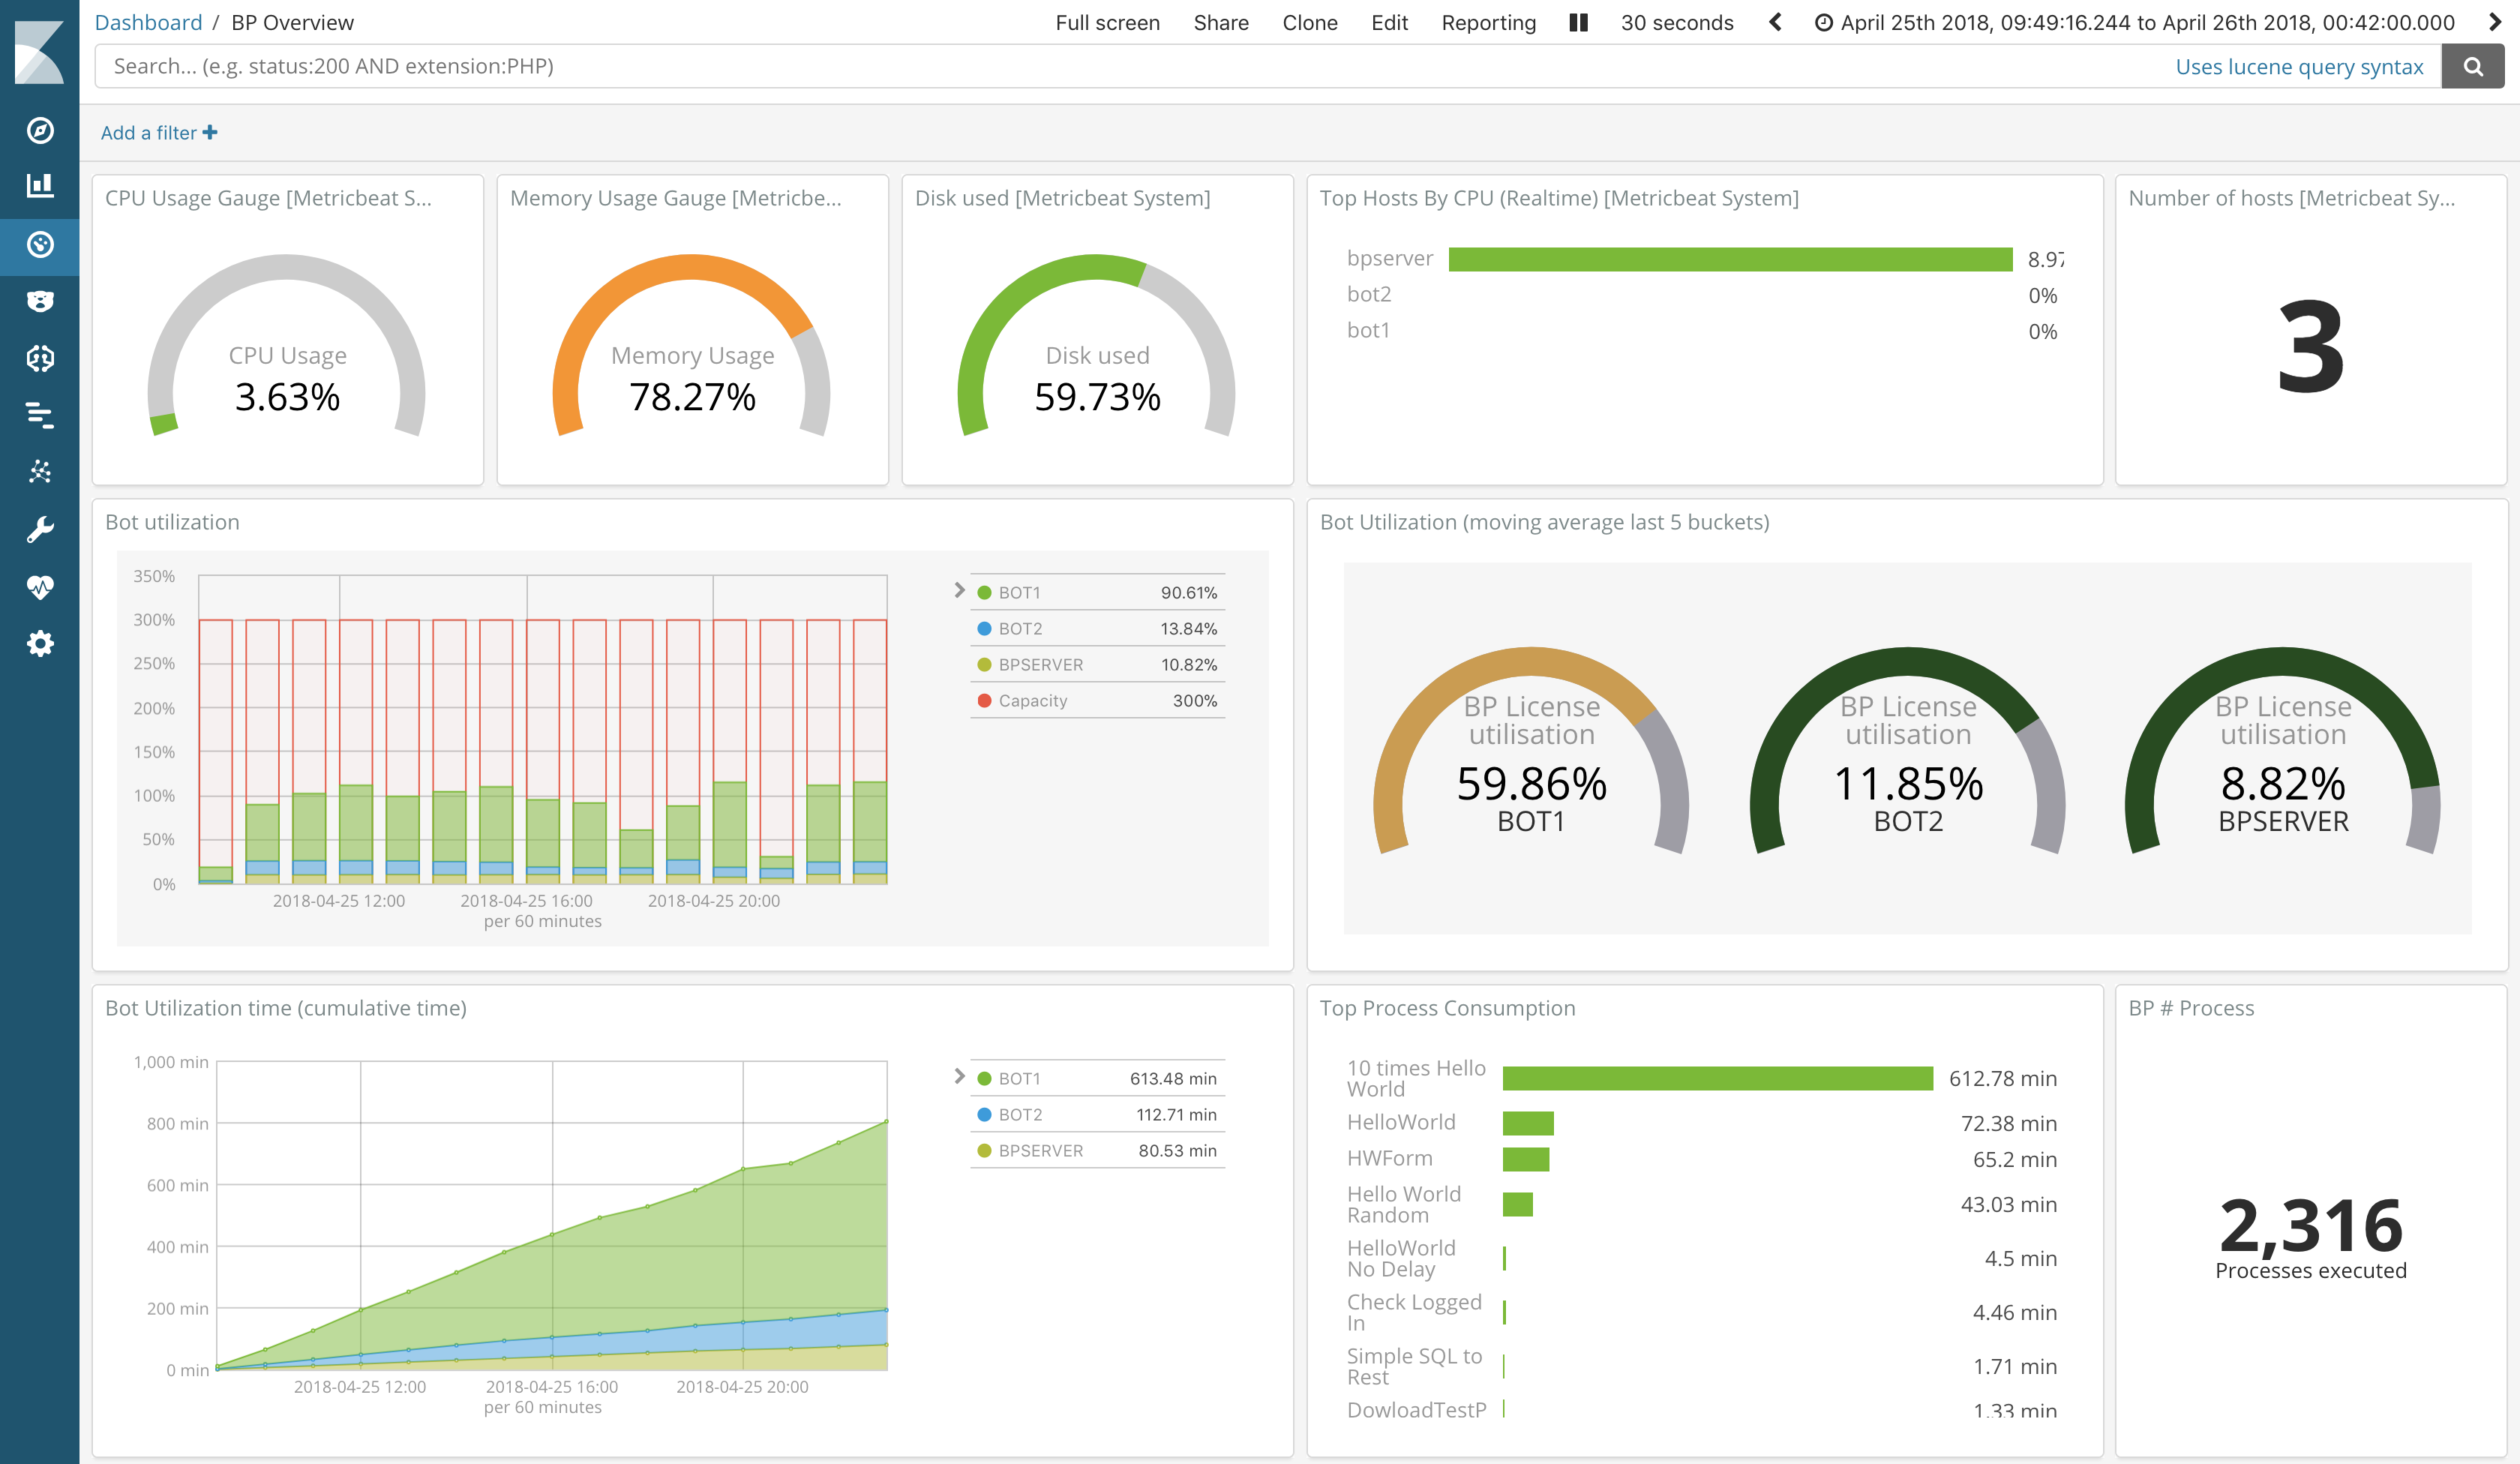 Dashboard / BP Overview
Full screen Share Clone Edit Reporting 30 seconds April 25th 2018, 09:49:16.244 to April 26th 2018, 00:42:00.000
Search... (e.g. status:200 AND extension:PHP)
Uses lucene query syntax
Add a filter
CPU Usage Gauge [Metricbeat S...
CPU Usage
3.63%
Memory Usage Gauge [Metricbe...
Memory Usage
78.27%
Disk used [Metricbeat System]
Disk used
59.73%
Top Hosts By CPU (Realtime) [Metricbeat System]
bpserver 8.97
bot2 0%
bot1 0%
Number of hosts [Metricbeat Sy...
3
Bot utilization
350%
300%
250%
200%
150%
100%
50%
0%
2018-04-25 12:00 2018-04-25 16:00 2018-04-25 20:00
per 60 minutes
BOT1 90.61%
BOT2 13.84%
BPSERVER 10.82%
Capacity 300%
Bot Utilization (moving average last 5 buckets)
BP License
utilisation
59.86%
BOT1
BP License
utilisation
11.85%
BOT2
BP License
utilisation
8.82%
BPSERVER
Bot Utilization time (cumulative time)
1,000 min
800 min
600 min
400 min
200 min
0 min
2018-04-25 12:00 2018-04-25 16:00 2018-04-25 20:00
per 60 minutes
BOT1 613.48 min
BOT2 112.71 min
BPSERVER 80.53 min
Top Process Consumption
10 times Hello
World 612.78 min
HelloWorld 72.38 min
HWForm 65.2 min
Hello World
Random 43.03 min
HelloWorld
No Delay 4.5 min
Check Logged
In 4.46 min
Simple SQL to
Rest 1.71 min
DowloadTestP 1.33 min
BP # Process
2,316
Processes executed